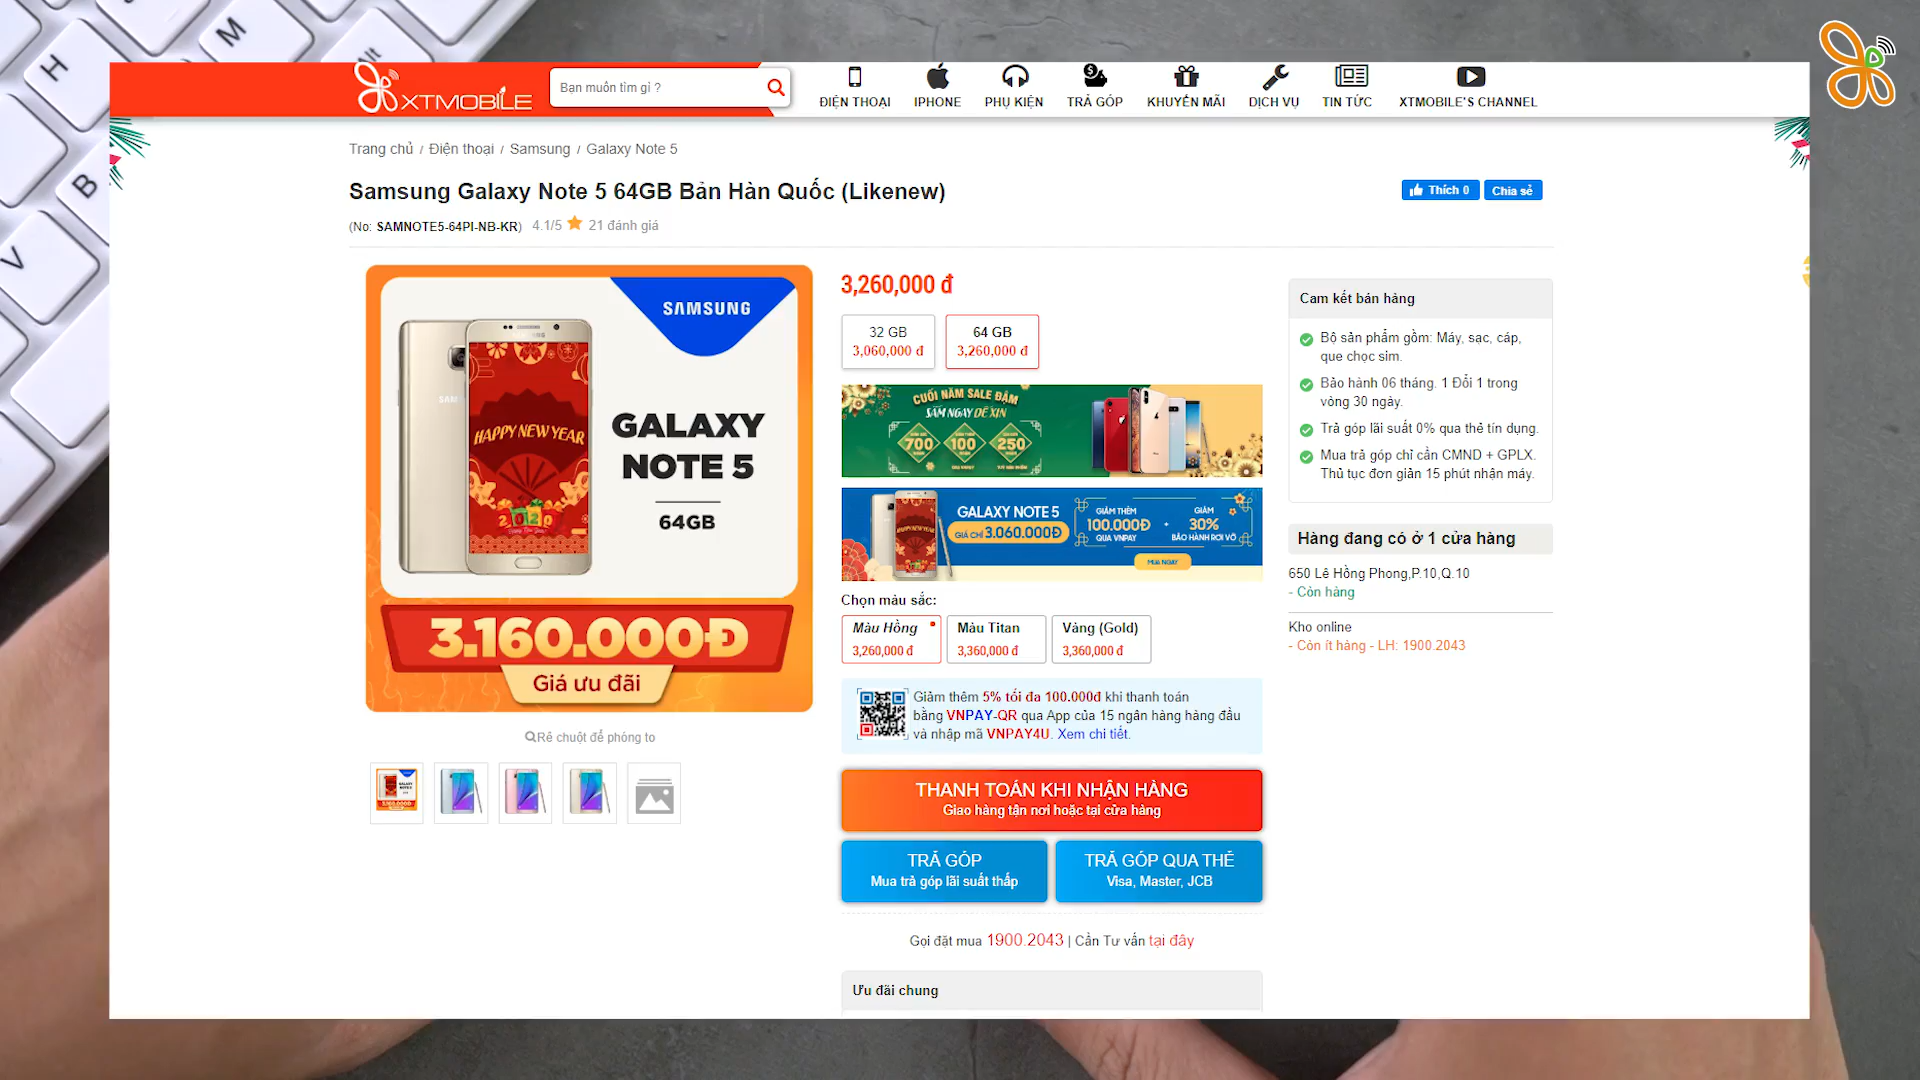 H
M
Alt
B
V
XTMOBILE
Bạn muốn tìm gì ?
ĐIỆN THOẠI
IPHONE
PHỤ KIỆN
TRẢ GÓP
KHUYẾN MÃI
DỊCH VỤ
TIN TỨC
XTMOBILE'S CHANNEL
Trang chủ / Điện thoại / Samsung / Galaxy Note 5
Samsung Galaxy Note 5 64GB Bản Hàn Quốc (Likenew)
Thích 0
Chia sẻ
(No: SAMNOTE5-64PI-NB-KR) 4.1/5 21 đánh giá
SAMSUNG
SAM
HAPPY NEW YEAR
2020
GALAXY
NOTE 5
64GB
3.160.000Đ
Giá ưu đãi
Rê chuột để phóng to
3,260,000 đ
32 GB
3,060,000 đ
64 GB
3,260,000 đ
CUỐI NĂM SALE ĐẬM
SẮM NGAY DẾ XỊN
700
100
250
GALAXY NOTE 5
GIÁ CHỈ 3.060.000Đ
GIẢM THÊM
100.000Đ
QUA VNPAY
+
GIẢM
30%
BẢO HÀNH RƠI VỠ
MUA NGAY
Chọn màu sắc:
Màu Hồng
3,260,000 đ
Màu Titan
3,360,000 đ
Vàng (Gold)
3,360,000 đ
Giảm thêm 5% tối đa 100.000đ khi thanh toán
bằng VNPAY-QR qua App của 15 ngân hàng hàng đầu
và nhập mã VNPAY4U. Xem chi tiết.
THANH TOÁN KHI NHẬN HÀNG
Giao hàng tận nơi hoặc tại cửa hàng
TRẢ GÓP
Mua trả góp lãi suất thấp
TRẢ GÓP QUA THẺ
Visa, Master, JCB
Gọi đặt mua 1900.2043 | Cần Tư vấn tại đây
Ưu đãi chung
Cam kết bán hàng
Bộ sản phẩm gồm: Máy, sạc, cáp,
que chọc sim.
Bảo hành 06 tháng. 1 Đổi 1 trong
vòng 30 ngày.
Trả góp lãi suất 0% qua thẻ tín dụng.
Mua trả góp chỉ cần CMND + GPLX.
Thủ tục đơn giản 15 phút nhận máy.
Hàng đang có ở 1 cửa hàng
650 Lê Hồng Phong,P.10,Q.10
- Còn hàng
Kho online
- Còn ít hàng - LH: 1900.2043